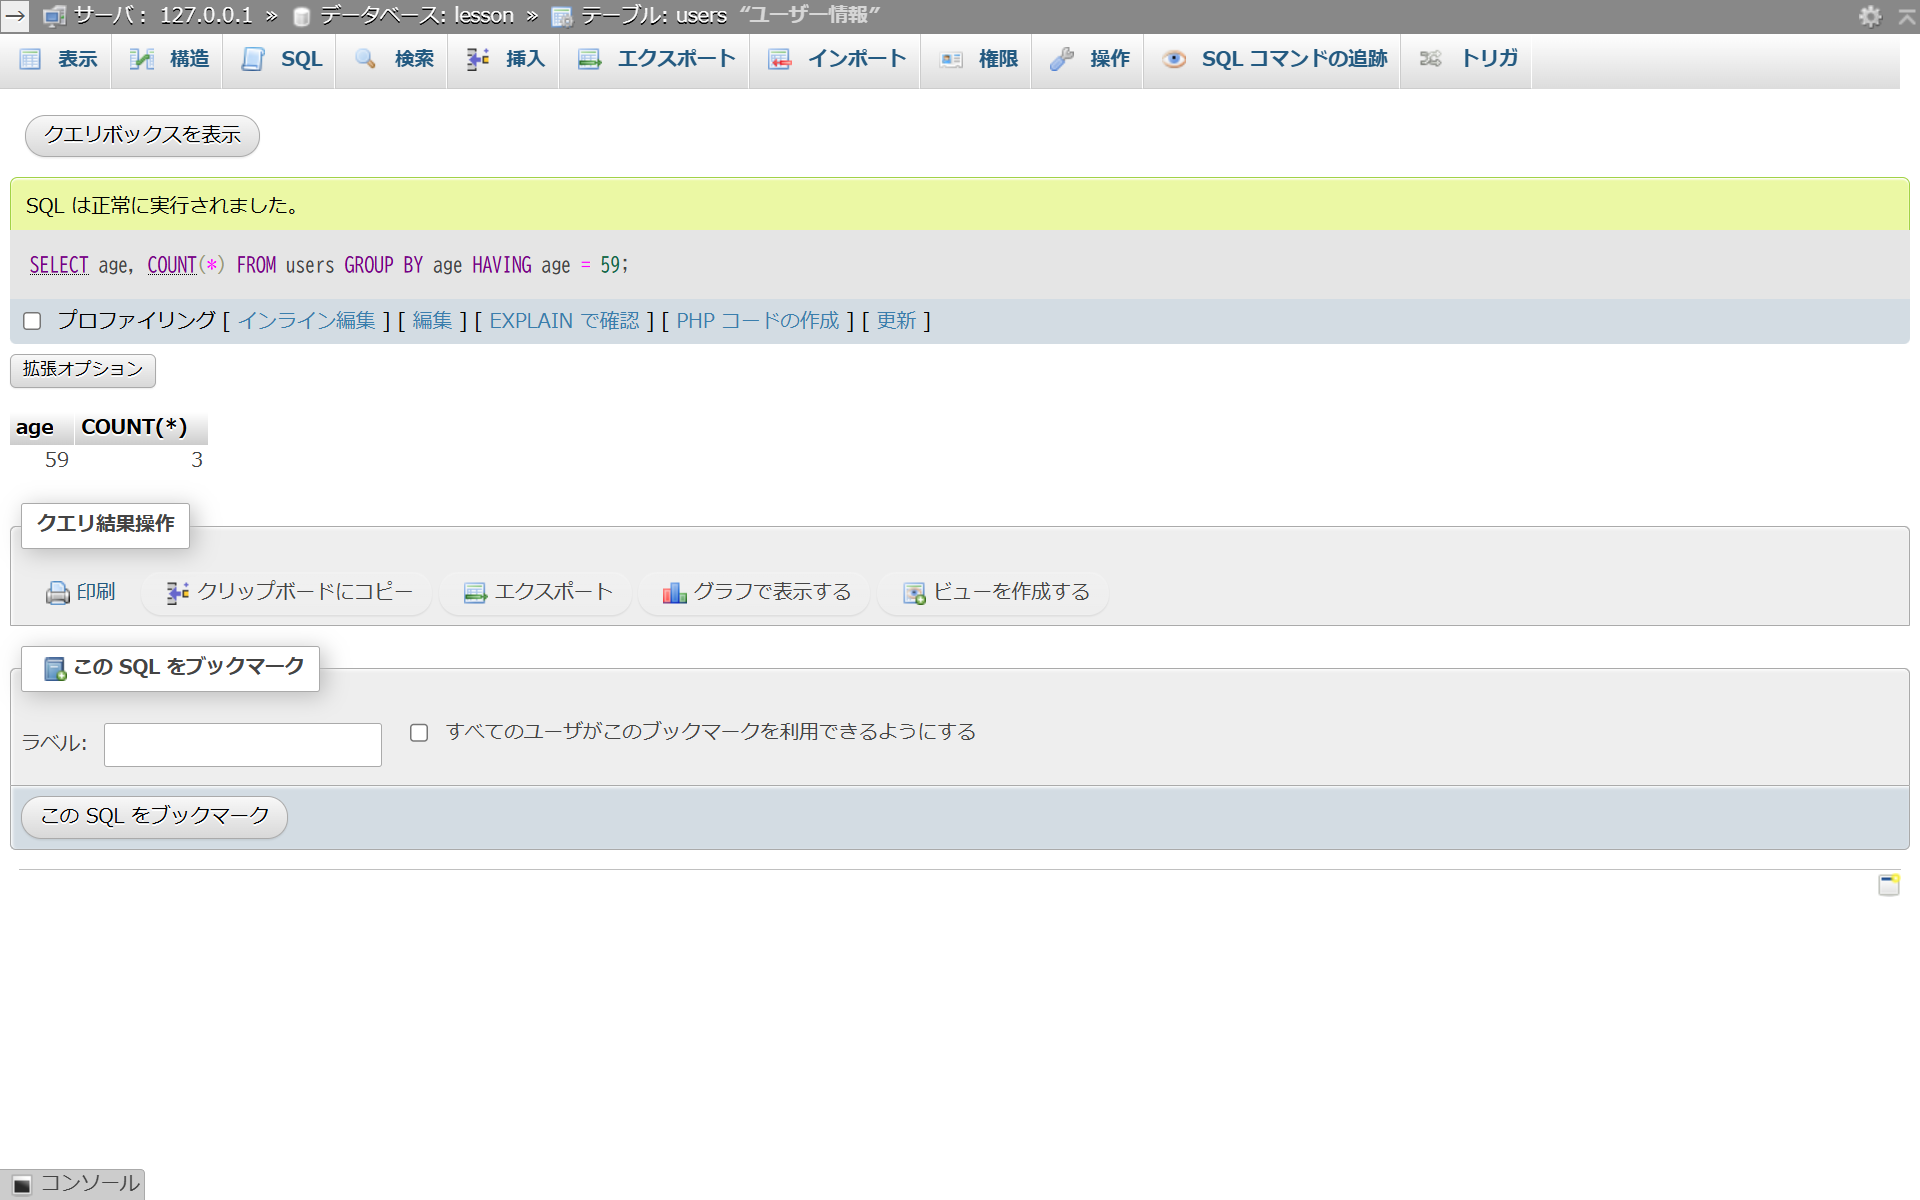 サーバ: 127.0.0.1 » データベース: lesson » テーブル: users “ユーザー情報”
表示 構造 SQL 検索 挿入 エクスポート インポート 権限 操作 SQL コマンドの追跡 トリガ
クエリボックスを表示
SQL は正常に実行されました。
SELECT age, COUNT(*) FROM users GROUP BY age HAVING age = 59;
プロファイリング [ インライン編集 ] [ 編集 ] [ EXPLAIN で確認 ] [ PHP コードの作成 ] [ 更新 ]
拡張オプション
age COUNT(*)
59 3
クエリ結果操作
印刷 クリップボードにコピー エクスポート グラフで表示する ビューを作成する
この SQL をブックマーク
ラベル: すべてのユーザがこのブックマークを利用できるようにする
この SQL をブックマーク
コンソール